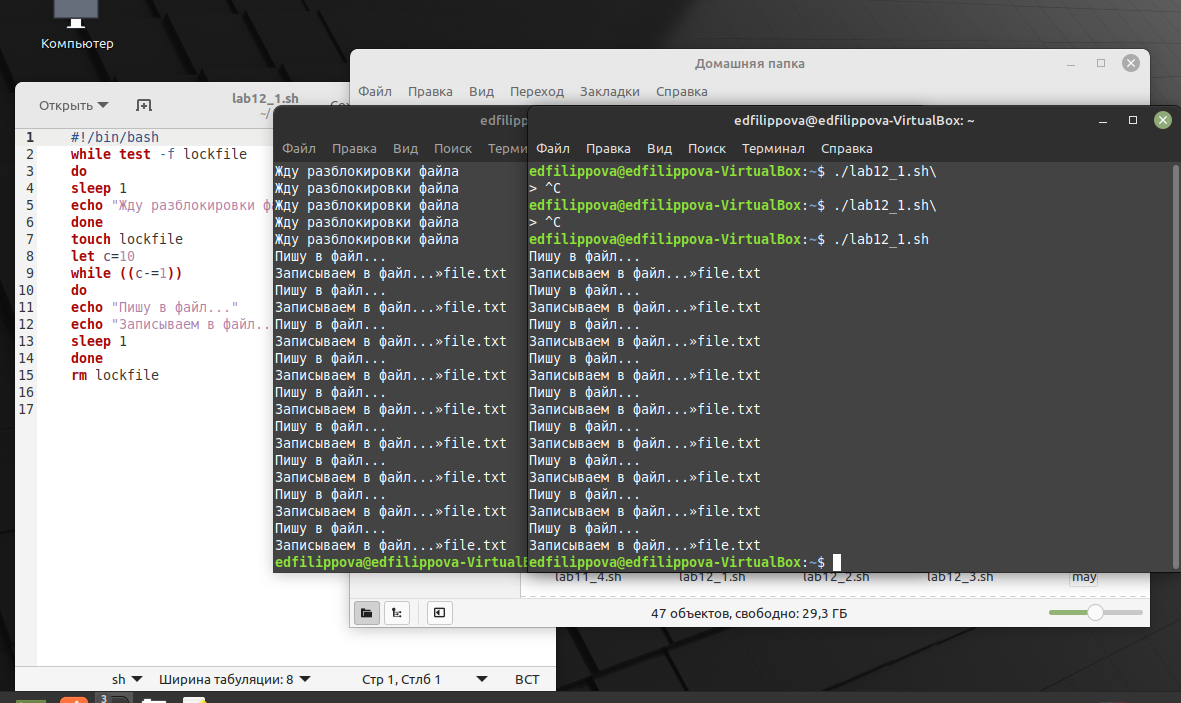 Компьютер
Домашняя папка
Файл Правка Вид Переход Закладки Справка
Открыть
lab12_1.sh
~/
1 #!/bin/bash
2 while test -f lockfile
3 do
4 sleep 1
5 echo "Жду разблокировки
6 done
7 touch lockfile
8 let c=10
9 while ((c-=1))
10 do
11 echo "Пишу в файл..."
12 echo "Записываем в файл..
13 sleep 1
14 done
15 rm lockfile
16
17
sh Ширина табуляции: 8 Стр 1, Стлб 1 ВСТ
Файл Правка Вид Поиск
Жду разблокировки файла
Жду разблокировки файла
Жду разблокировки файла
Жду разблокировки файла
Жду разблокировки файла
Пишу в файл...
Записываем в файл...»file.txt
Пишу в файл...
Записываем в файл...»file.txt
Пишу в файл...
Записываем в файл...»file.txt
Пишу в файл...
Записываем в файл...»file.txt
Пишу в файл...
Записываем в файл...»file.txt
Пишу в файл...
Записываем в файл...»file.txt
Пишу в файл...
Записываем в файл...»file.txt
Пишу в файл...
Записываем в файл...»file.txt
Пишу в файл...
Записываем в файл...»file.txt
edfilippova@edfilippova-Virtual
edfilippova@edfilippova-VirtualBox: ~
Файл Правка Вид Поиск Терминал Справка
edfilippova@edfilippova-VirtualBox:~$ ./lab12_1.sh\
> ^C
edfilippova@edfilippova-VirtualBox:~$ ./lab12_1.sh\
> ^C
edfilippova@edfilippova-VirtualBox:~$ ./lab12_1.sh
Пишу в файл...
Записываем в файл...»file.txt
Пишу в файл...
Записываем в файл...»file.txt
Пишу в файл...
Записываем в файл...»file.txt
Пишу в файл...
Записываем в файл...»file.txt
Пишу в файл...
Записываем в файл...»file.txt
Пишу в файл...
Записываем в файл...»file.txt
Пишу в файл...
Записываем в файл...»file.txt
Пишу в файл...
Записываем в файл...»file.txt
Пишу в файл...
Записываем в файл...»file.txt
edfilippova@edfilippova-VirtualBox:~$
lab11_4.sh lab12_1.sh lab12_2.sh lab12_3.sh may
47 объектов, свободно: 29,3 ГБ
3